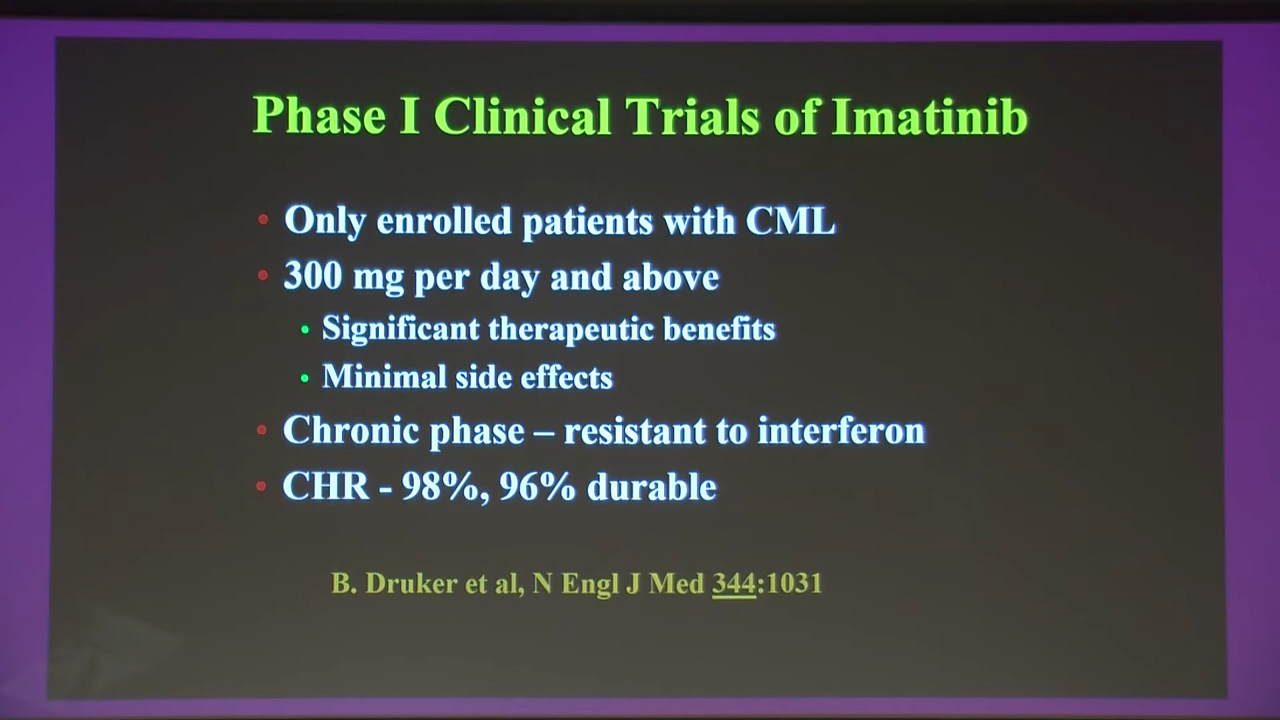 Phase I Clinical Trials of Imatinib
• Only enrolled patients with CML
• 300 mg per day and above
• Significant therapeutic benefits
• Minimal side effects
• Chronic phase – resistant to interferon
• CHR - 98%, 96% durable
B. Druker et al, N Engl J Med 344:1031